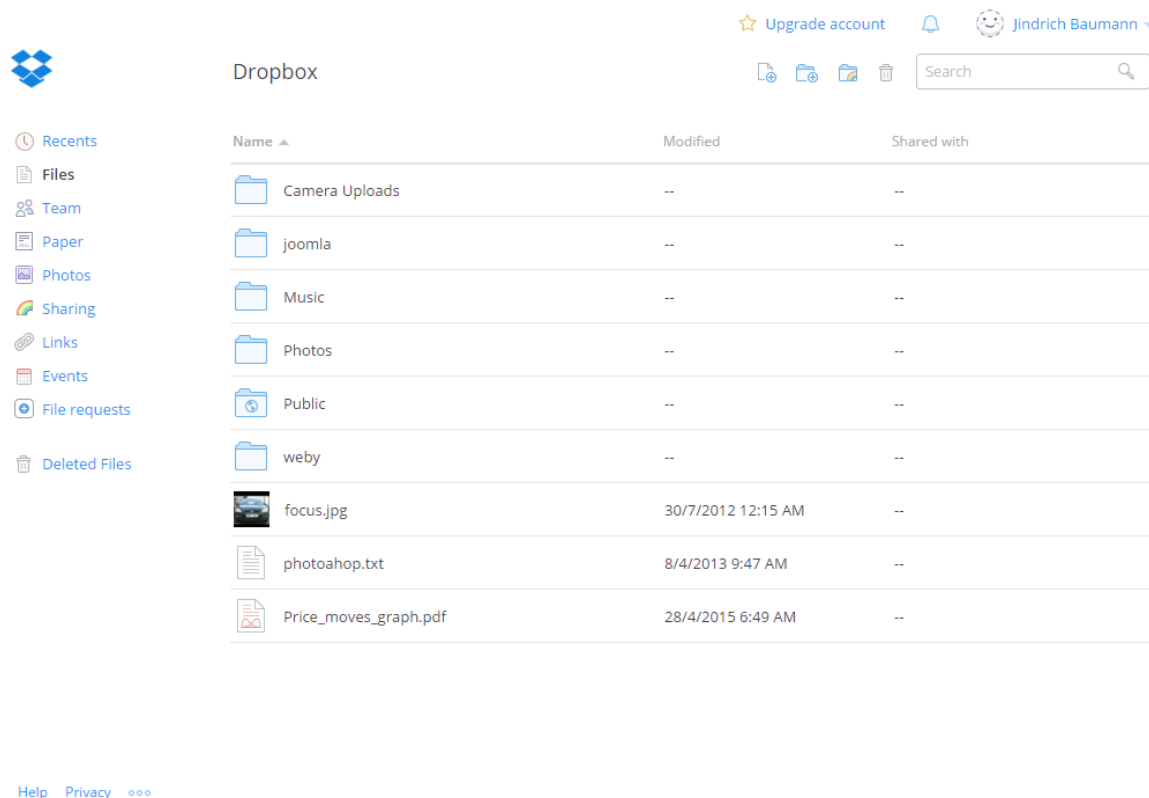 Upgrade account Jindrich Baumann
Dropbox Search
Recents
Files
Team
Paper
Photos
Sharing
Links
Events
File requests
Deleted Files
Name Modified Shared with
Camera Uploads -- --
joomla -- --
Music -- --
Photos -- --
Public -- --
weby -- --
focus.jpg 30/7/2012 12:15 AM --
photoahop.txt 8/4/2013 9:47 AM --
Price_moves_graph.pdf 28/4/2015 6:49 AM --
Help Privacy